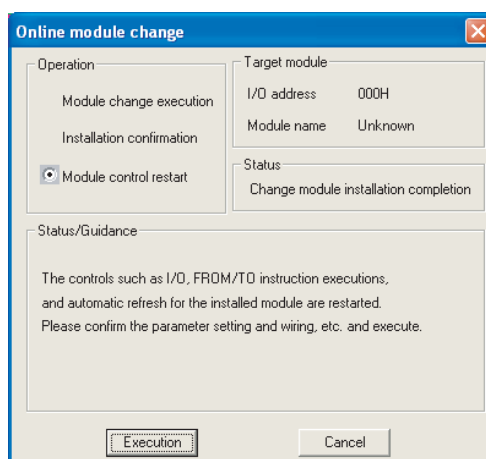 Online module change
Operation
Module change execution
Installation confirmation
Module control restart
Target module
I/O address 000H
Module name Unknown
Status
Change module installation completion
Status/Guidance
The controls such as I/O, FROM/TO instruction executions,
and automatic refresh for the installed module are restarted.
Please confirm the parameter setting and wiring, etc. and execute.
Execution
Cancel